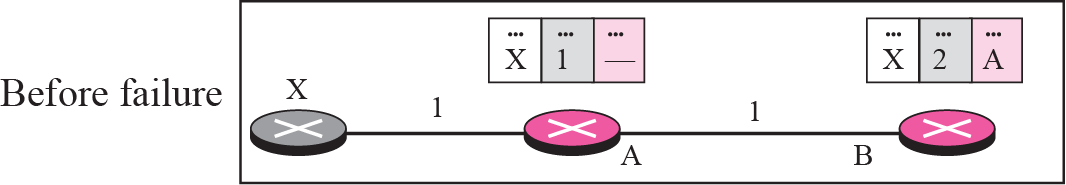 ... ... ... ... ... ...
X 1 — X 2 A
Before failure
X 1 1
A B